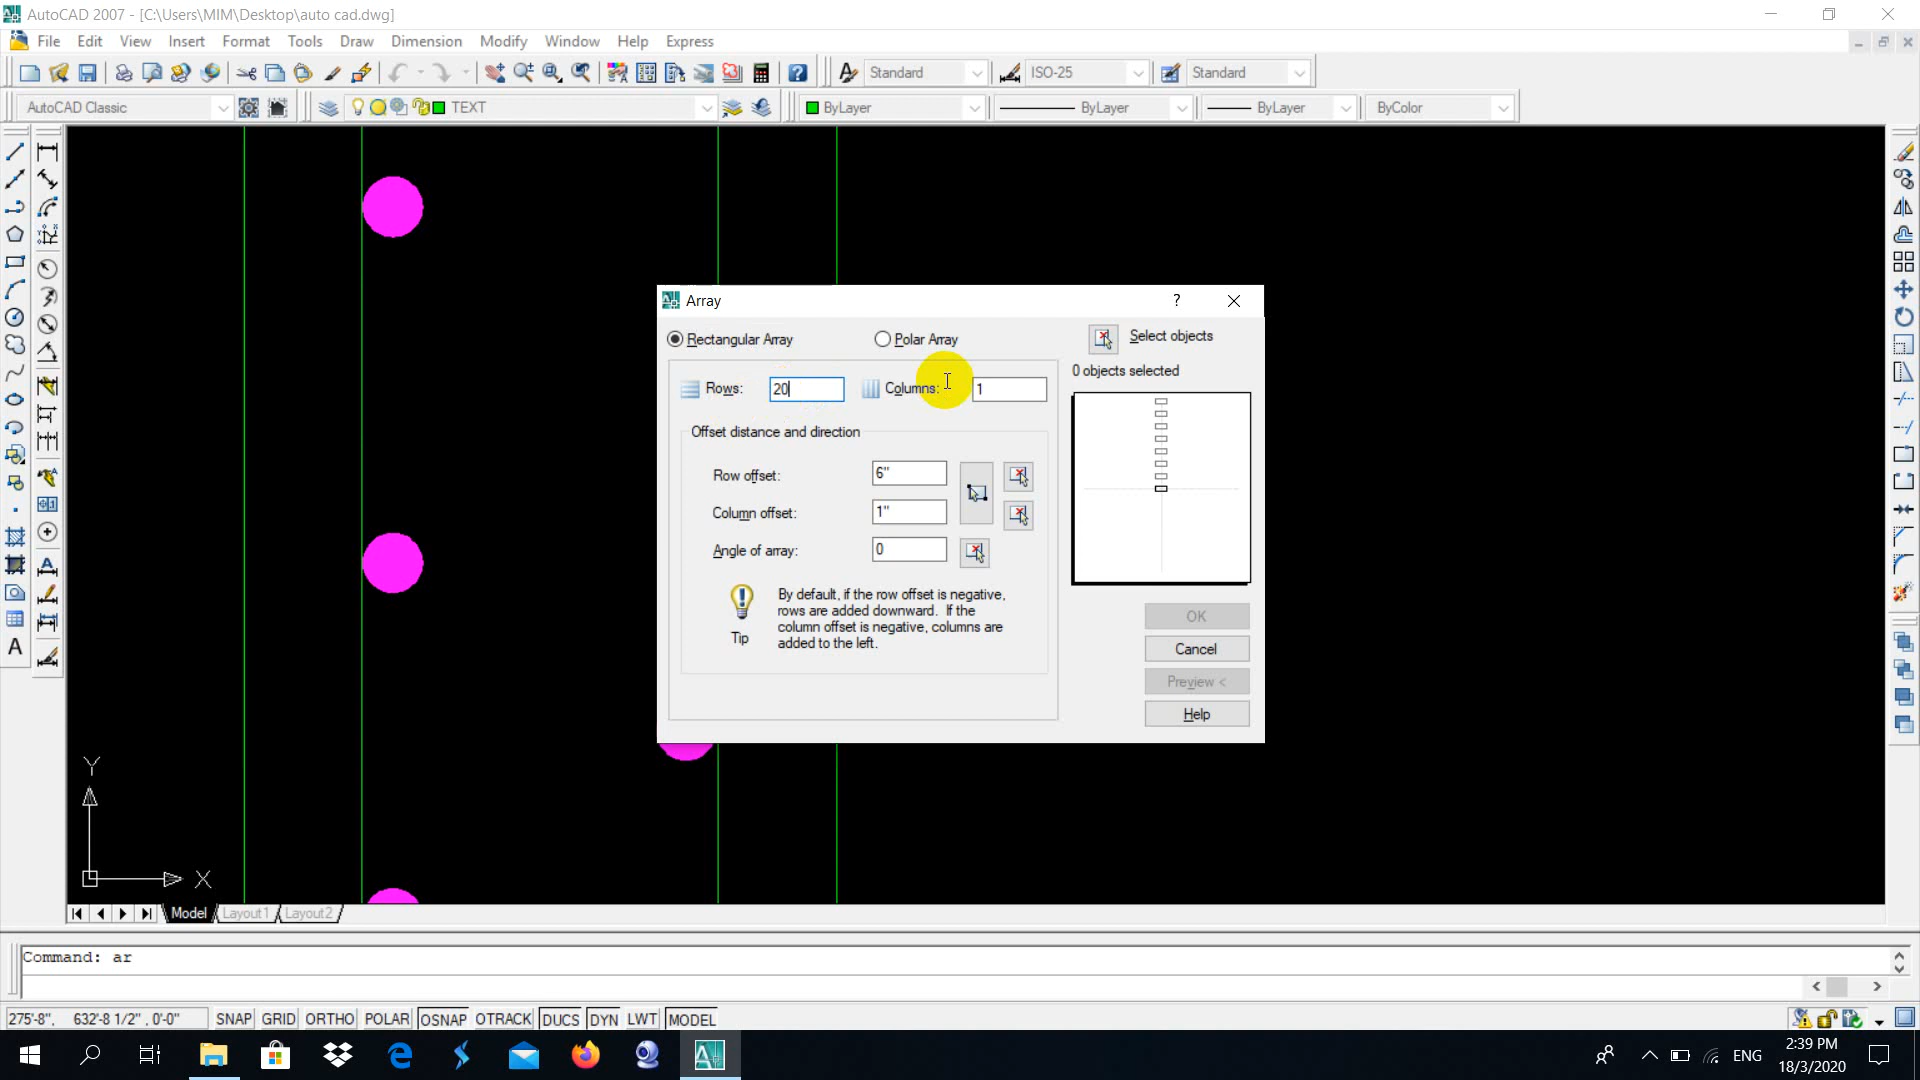 AutoCAD 2007 - [C:\Users\MIM\Desktop\auto cad.dwg]
File Edit View Insert Format Tools Draw Dimension Modify Window Help Express
Standard ISO-25 Standard
AutoCAD Classic TEXT ByLayer ByLayer ByLayer ByColor
Array ?
Rectangular Array Polar Array Select objects
0 objects selected
Rows: 20 Columns: 1
Offset distance and direction
Row offset: 6"
Column offset: 1"
Angle of array: 0
By default, if the row offset is negative,
rows are added downward. If the
column offset is negative, columns are
added to the left.
Tip
OK
Cancel
Preview <
Help
Y
X
Model Layout1 Layout2
Command: ar
275'-8", 632'-8 1/2" , 0'-0" SNAP GRID ORTHO POLAR OSNAP OTRACK DUCS DYN LWT MODEL
ENG
2:39 PM
18/3/2020